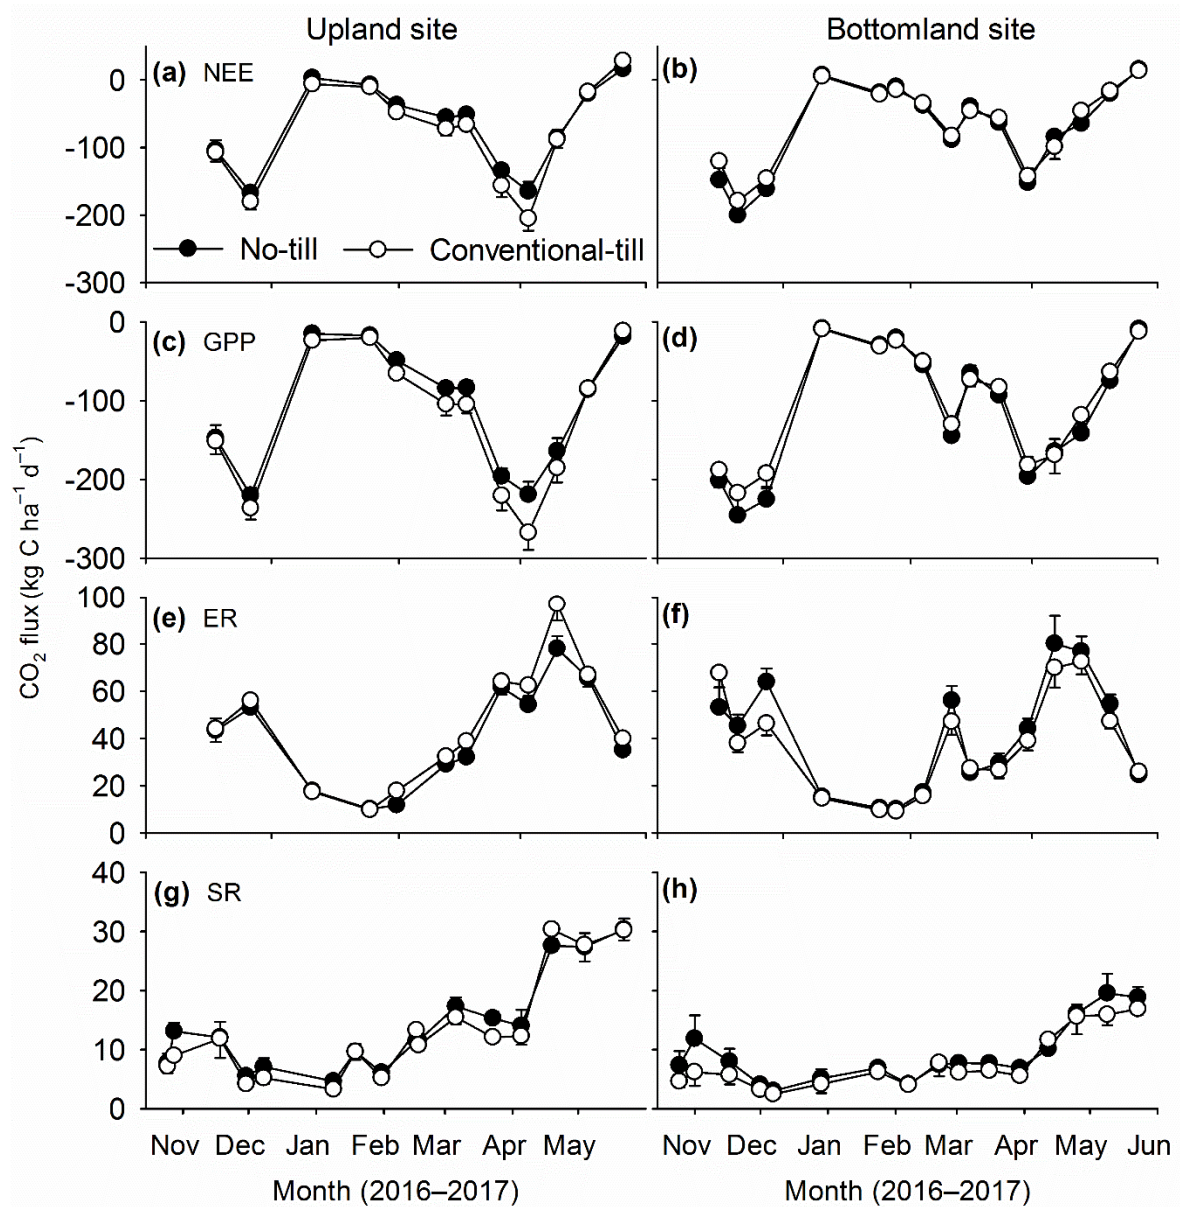 Upland site
Bottomland site
(a) NEE
(b)
0
-100
-200
-300
No-till
Conventional-till
(c) GPP
(d)
0
-100
-200
-300
(e) ER
(f)
100
80
60
40
20
0
(g) SR
(h)
40
30
20
10
0
CO₂ flux (kg C ha⁻¹ d⁻¹)
Nov Dec Jan Feb Mar Apr May
Nov Dec Jan Feb Mar Apr May Jun
Month (2016–2017)
Month (2016–2017)